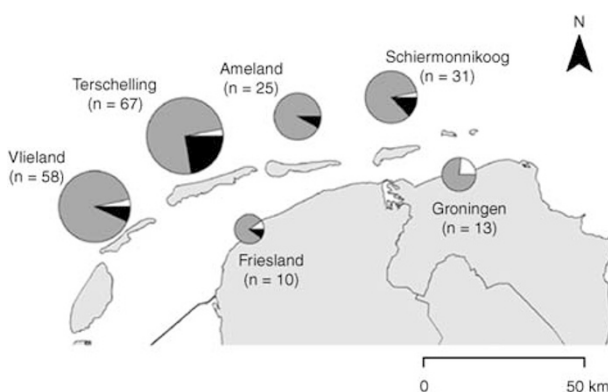 N
Schiermonnikoog
(n = 31)
Ameland
(n = 25)
Terschelling
(n = 67)
Vlieland
(n = 58)
Groningen
(n = 13)
Friesland
(n = 10)
0 50 km